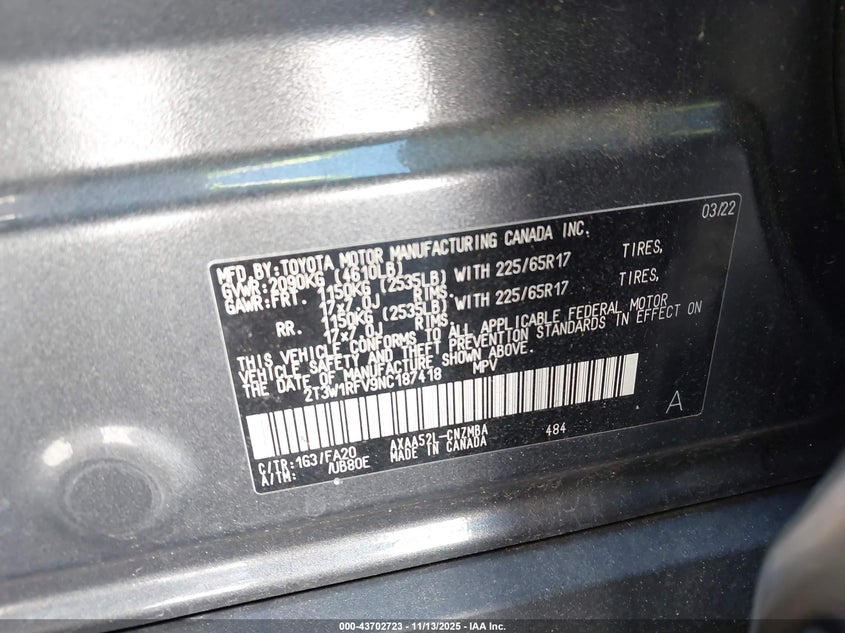 03/22
MFD. BY:TOYOTA MOTOR MANUFACTURING CANADA INC.
GVWR:2090KG (4610LB)
GAWR:FRT. 1150KG (2535LB) WITH 225/65R17 TIRES,
17x7.0J RIMS,
RR. 1150KG (2535LB) WITH 225/65R17 TIRES,
17x7.0J RIMS,
THIS VEHICLE CONFORMS TO ALL APPLICABLE FEDERAL MOTOR
VEHICLE SAFETY AND THEFT PREVENTION STANDARDS IN EFFECT ON
THE DATE OF MANUFACTURE SHOWN ABOVE.
2T3W1RFV9NC187418 MPV
A
C/TR:1G3/FA20 AXAA52L-CNZMBA 484
A/TM: /UB80E MADE IN CANADA
000-43702723 - 11/13/2025 - IAA Inc.